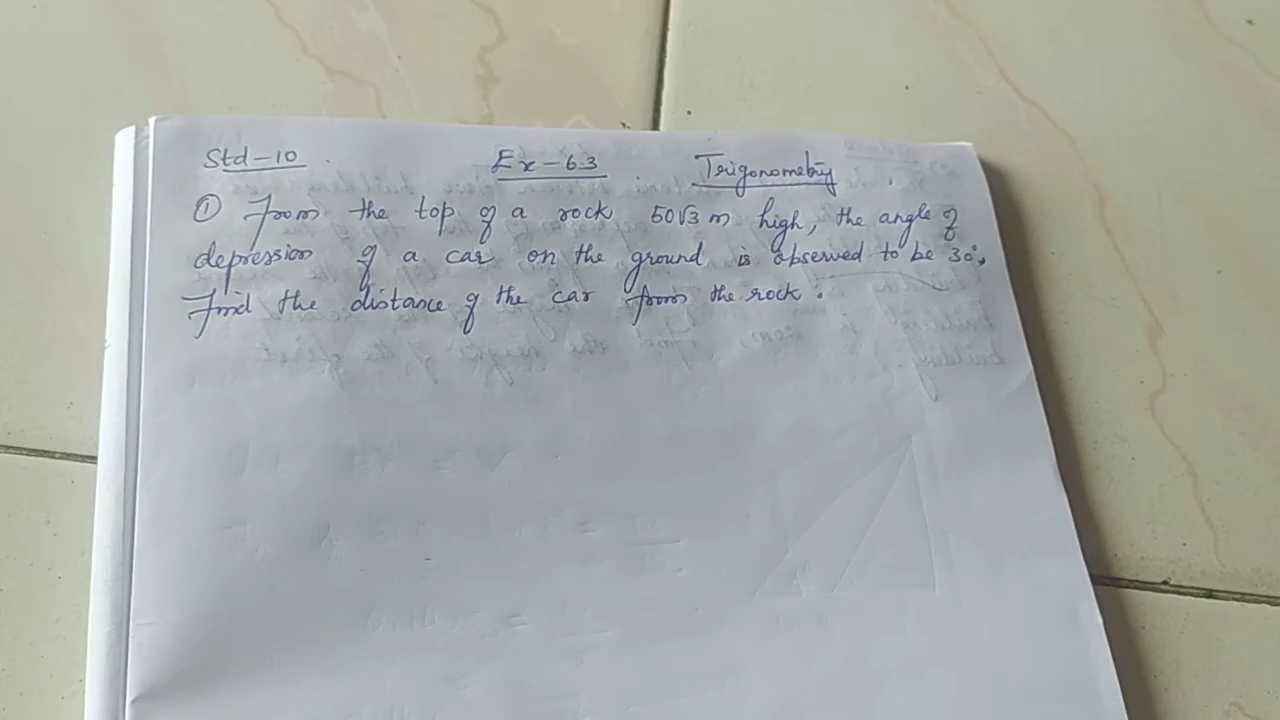 Std-10 Ex-6.3 Trigonometry
① From the top of a rock 50√3 m high, the angle of
depression of a car on the ground is observed to be 30°,
Find the distance of the car from the rock.